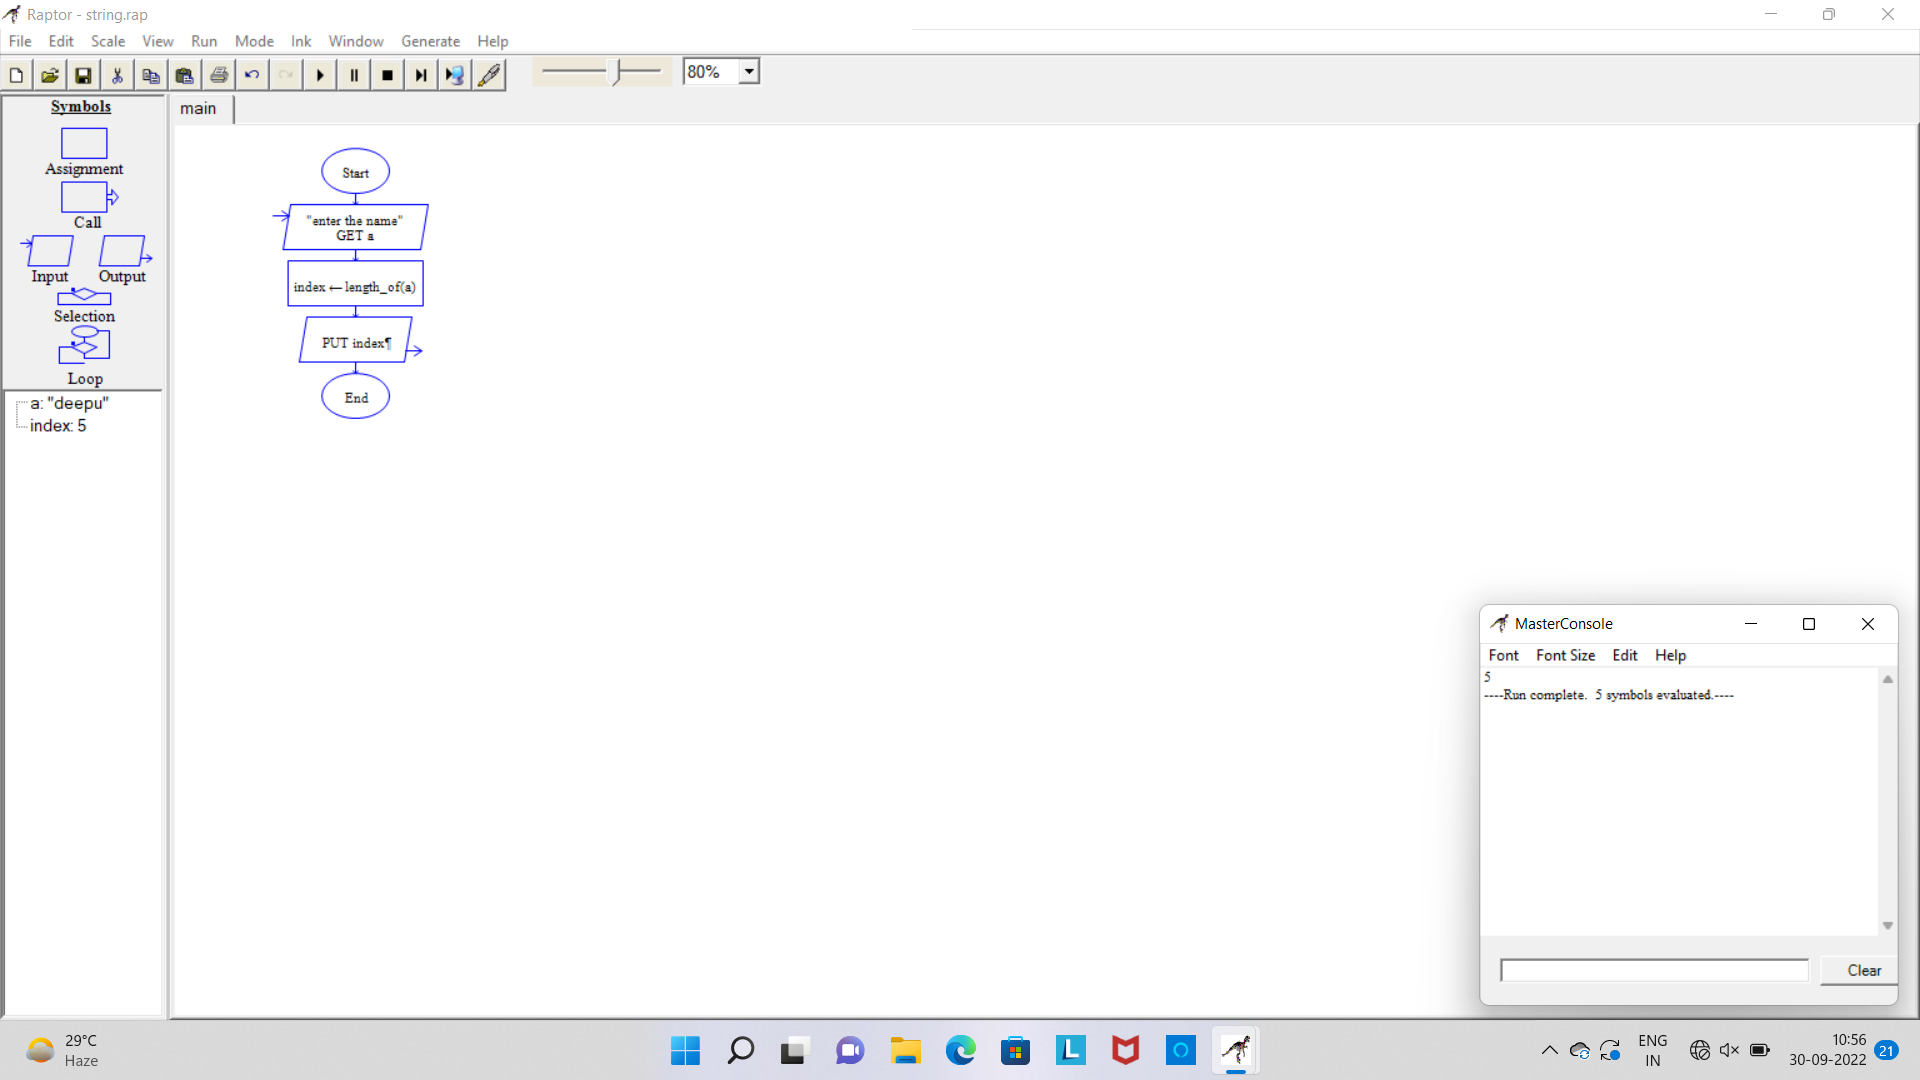 Raptor - string.rap
File Edit Scale View Run Mode Ink Window Generate Help
80%
Symbols
Assignment
Call
Input Output
Selection
Loop
a: "deepu"
index: 5
main
Start
"enter the name"
GET a
index ← length_of(a)
PUT index¶
End
MasterConsole
Font Font Size Edit Help
5
----Run complete. 5 symbols evaluated.----
Clear
29°C
Haze
L
ENG
IN
10:56
30-09-2022
21